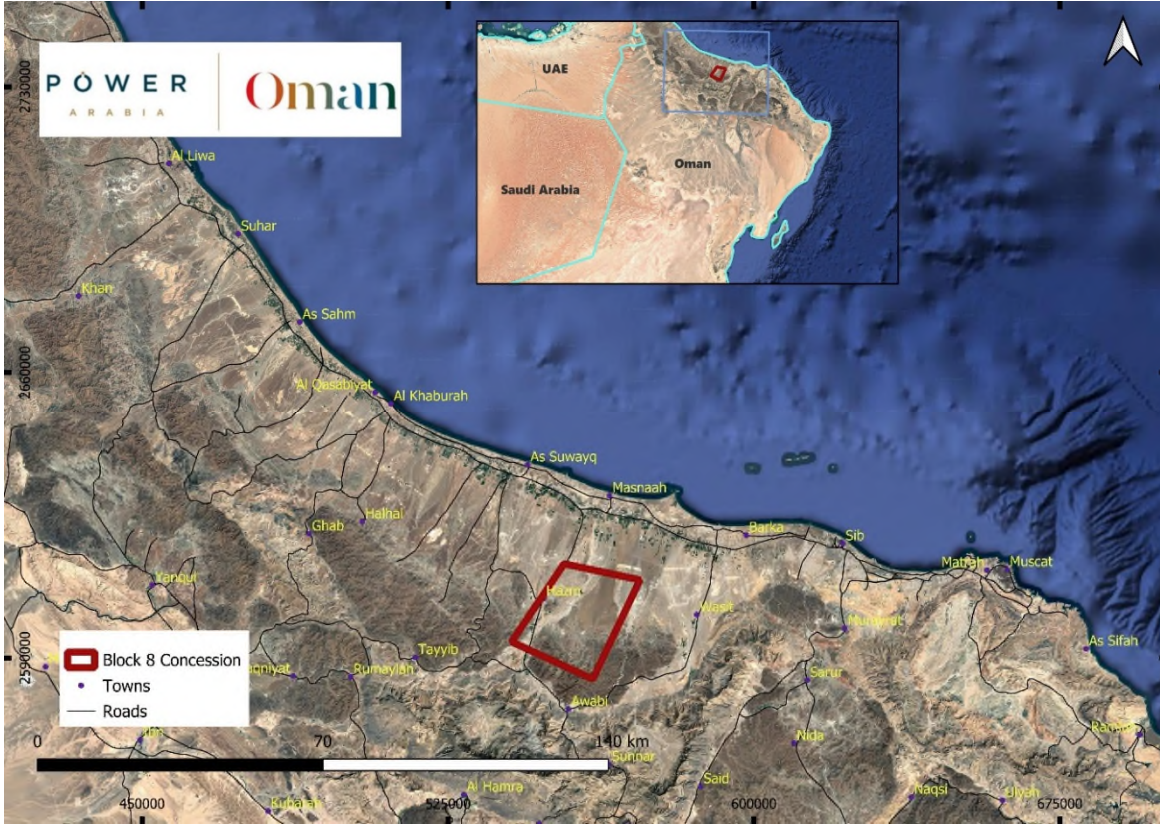 POWER
ARABIA
Oman
UAE
Saudi Arabia
Oman
2730000
2660000
2590000
Al Liwa
Suhar
Khan
As Sahm
Al Qasabiyat
Al Khaburah
As Suwayq
Masnaah
Barka
Sib
Matrah
Muscat
Halhal
Ghab
Yanqul
Hazm
Wasit
Murayrat
As Sifah
Tayyib
Rumaylah
Sarur
Awabi
Nida
Sunnar
Said
Al Hamra
Kubarah
Naqsi
Ulyan
Block 8 Concession
Towns
Roads
0
70
140 km
450000
525000
600000
675000